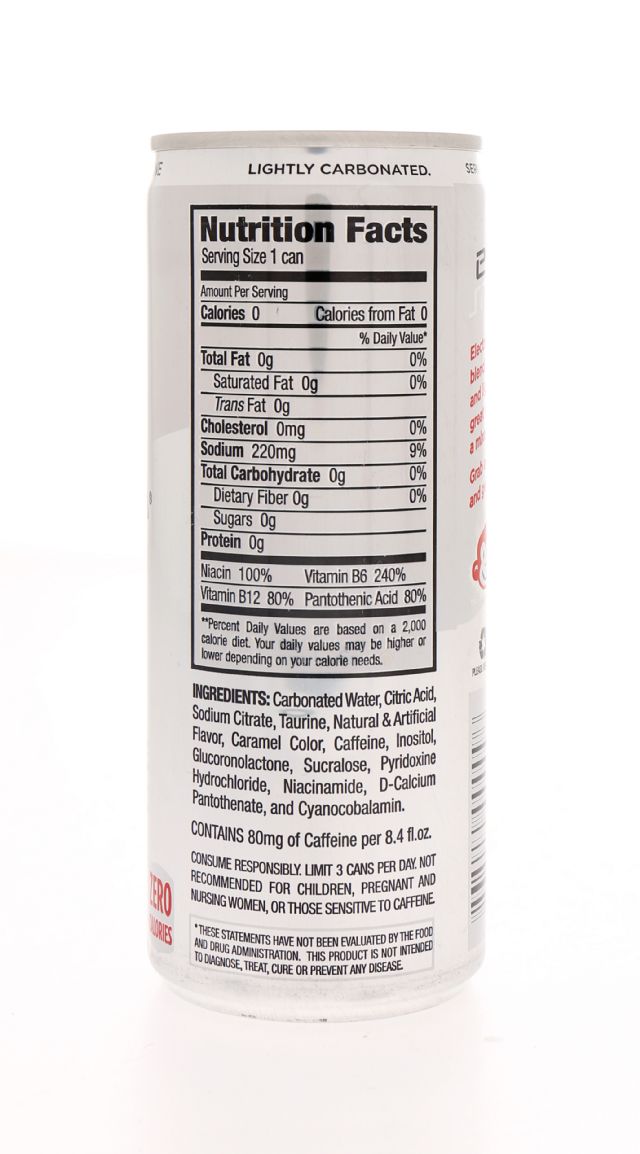 LIGHTLY CARBONATED.
Nutrition Facts
Serving Size 1 can
Amount Per Serving
Calories 0 Calories from Fat 0
% Daily Value*
Total Fat 0g 0%
Saturated Fat 0g 0%
Trans Fat 0g
Cholesterol 0mg 0%
Sodium 220mg 9%
Total Carbohydrate 0g 0%
Dietary Fiber 0g 0%
Sugars 0g
Protein 0g
Niacin 100% Vitamin B6 240%
Vitamin B12 80% Pantothenic Acid 80%
**Percent Daily Values are based on a 2,000
calorie diet. Your daily values may be higher or
lower depending on your calorie needs.
INGREDIENTS: Carbonated Water, Citric Acid,
Sodium Citrate, Taurine, Natural & Artificial
Flavor, Caramel Color, Caffeine, Inositol,
Glucoronolactone, Sucralose, Pyridoxine
Hydrochloride, Niacinamide, D-Calcium
Pantothenate, and Cyanocobalamin.
CONTAINS 80mg of Caffeine per 8.4 fl.oz.
CONSUME RESPONSIBLY. LIMIT 3 CANS PER DAY. NOT
RECOMMENDED FOR CHILDREN, PREGNANT AND
NURSING WOMEN, OR THOSE SENSITIVE TO CAFFEINE.
*THESE STATEMENTS HAVE NOT BEEN EVALUATED BY THE FOOD
AND DRUG ADMINISTRATION. THIS PRODUCT IS NOT INTENDED
TO DIAGNOSE, TREAT, CURE OR PREVENT ANY DISEASE.
ZERO
CALORIES
and
a
Grab
and